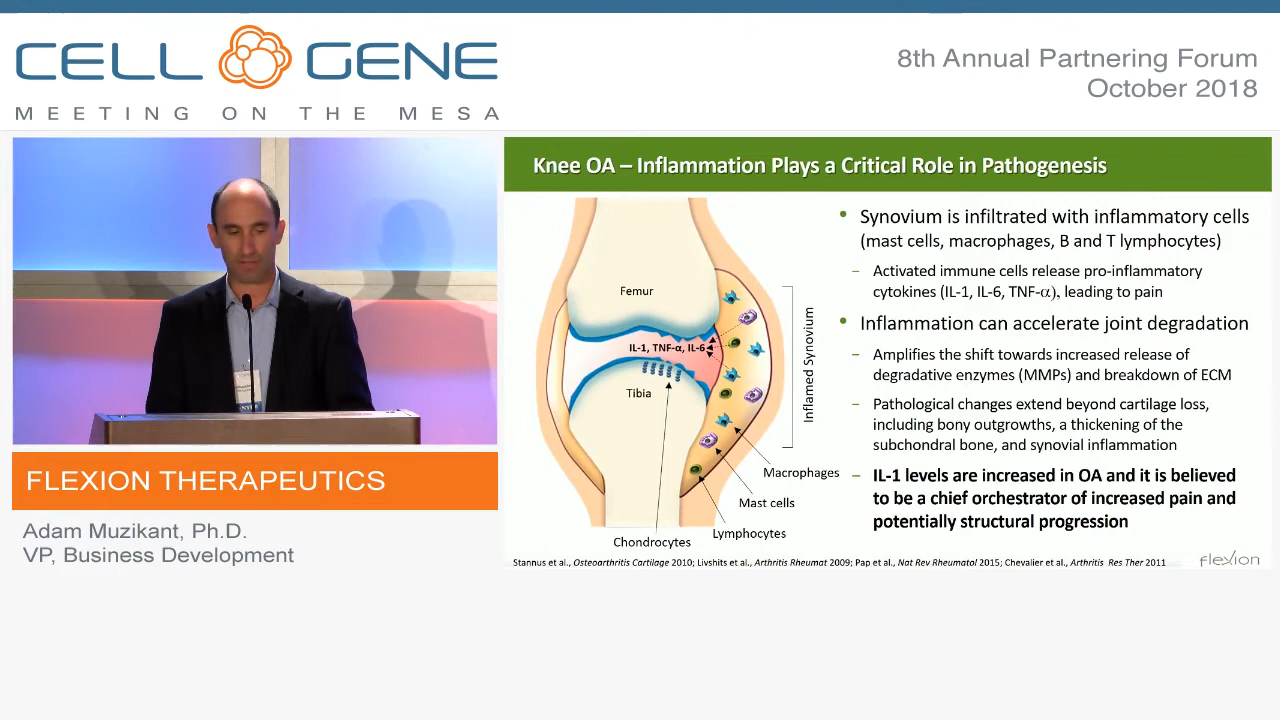 CELL GENE
MEETING ON THE MESA
8th Annual Partnering Forum
October 2018
Knee OA – Inflammation Plays a Critical Role in Pathogenesis
Femur
IL-1, TNF-α, IL-6
Tibia
Inflamed Synovium
Macrophages
Mast cells
Lymphocytes
Chondrocytes
• Synovium is infiltrated with inflammatory cells
(mast cells, macrophages, B and T lymphocytes)
– Activated immune cells release pro-inflammatory
cytokines (IL-1, IL-6, TNF-α), leading to pain
• Inflammation can accelerate joint degradation
– Amplifies the shift towards increased release of
degradative enzymes (MMPs) and breakdown of ECM
– Pathological changes extend beyond cartilage loss,
including bony outgrowths, a thickening of the
subchondral bone, and synovial inflammation
– IL-1 levels are increased in OA and it is believed
to be a chief orchestrator of increased pain and
potentially structural progression
Stannus et al., Osteoarthritis Cartilage 2010; Livshits et al., Arthritis Rheumat 2009; Pap et al., Nat Rev Rheumatol 2015; Chevalier et al., Arthritis Res Ther 2011
flexion
FLEXION THERAPEUTICS
Adam Muzikant, Ph.D.
VP, Business Development